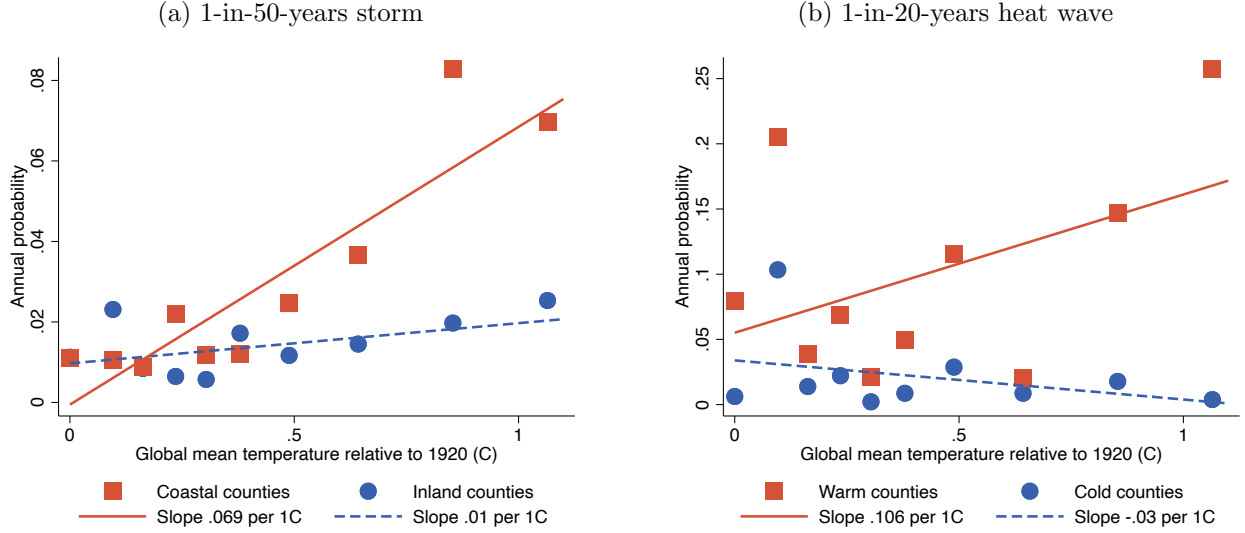 (a) 1-in-50-years storm
Annual probability
.08
.06
.04
.02
0
0
.5
1
Global mean temperature relative to 1920 (C)
Coastal counties
Inland counties
Slope .069 per 1C
Slope .01 per 1C
(b) 1-in-20-years heat wave
Annual probability
.25
.2
.15
.1
.05
0
0
.5
1
Global mean temperature relative to 1920 (C)
Warm counties
Cold counties
Slope .106 per 1C
Slope -.03 per 1C